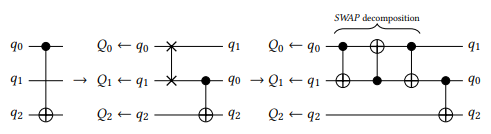 SWAP decomposition
q0 Q0 ← q0 q1 Q0 ← q0 q1
q1 → Q1 ← q1 q0 → Q1 ← q1 q0
q2 Q2 ← q2 q2 Q2 ← q2 q2